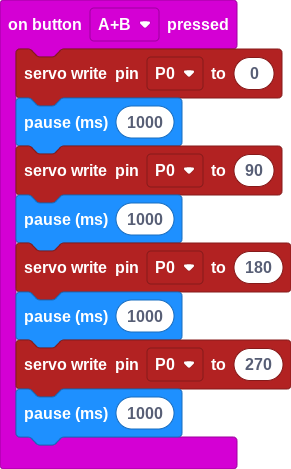 on button A+B pressed
servo write pin P0 to 0
pause (ms) 1000
servo write pin P0 to 90
pause (ms) 1000
servo write pin P0 to 180
pause (ms) 1000
servo write pin P0 to 270
pause (ms) 1000